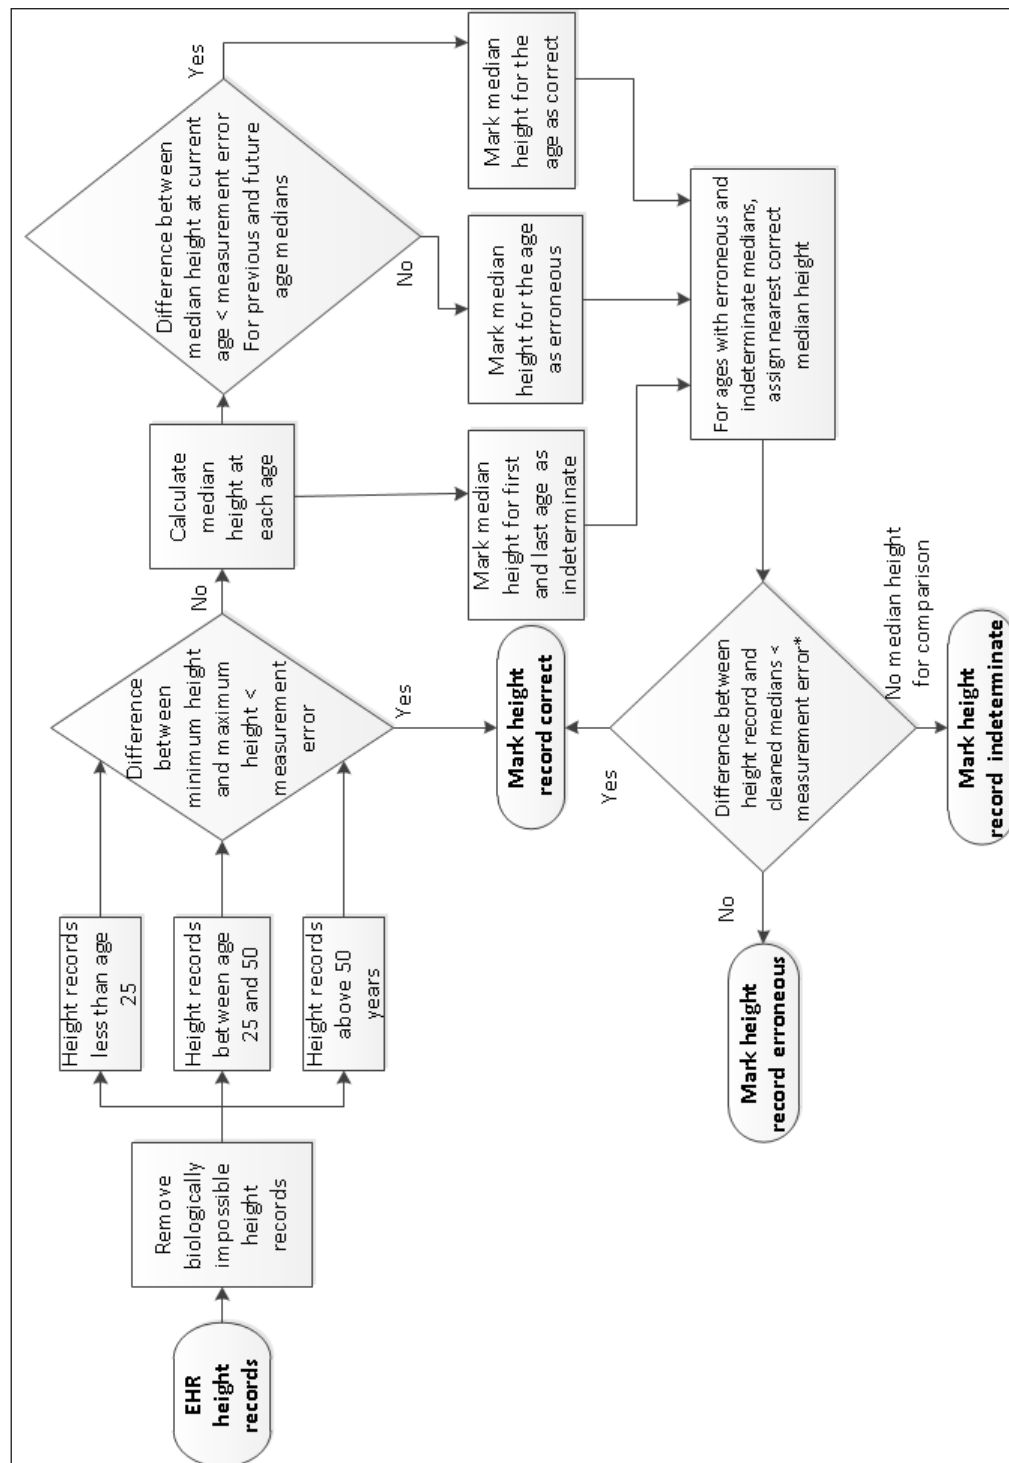 EHR
height
records
Remove
biologically
impossible
height
records
Height records
less than age
25
Height records
between age
25 and 50
Height records
above 50
years
Difference
between
minimum height
and maximum
height <
measurement
error
No
Yes
Calculate
median
height at
each age
Difference between
median height at current
age < measurement error
For previous and future
age medians
Yes
No
Mark median
height for the
age as correct
Mark median
height for the age
as erroneous
Mark median
height for first
and last age as
indeterminate
For ages with erroneous and
indeterminate medians,
assign nearest correct
median height
Mark height
record correct
Difference between
height record and
cleaned medians <
measurement error*
Yes
No
No median height
for comparison
Mark height
record erroneous
Mark height
record indeterminate